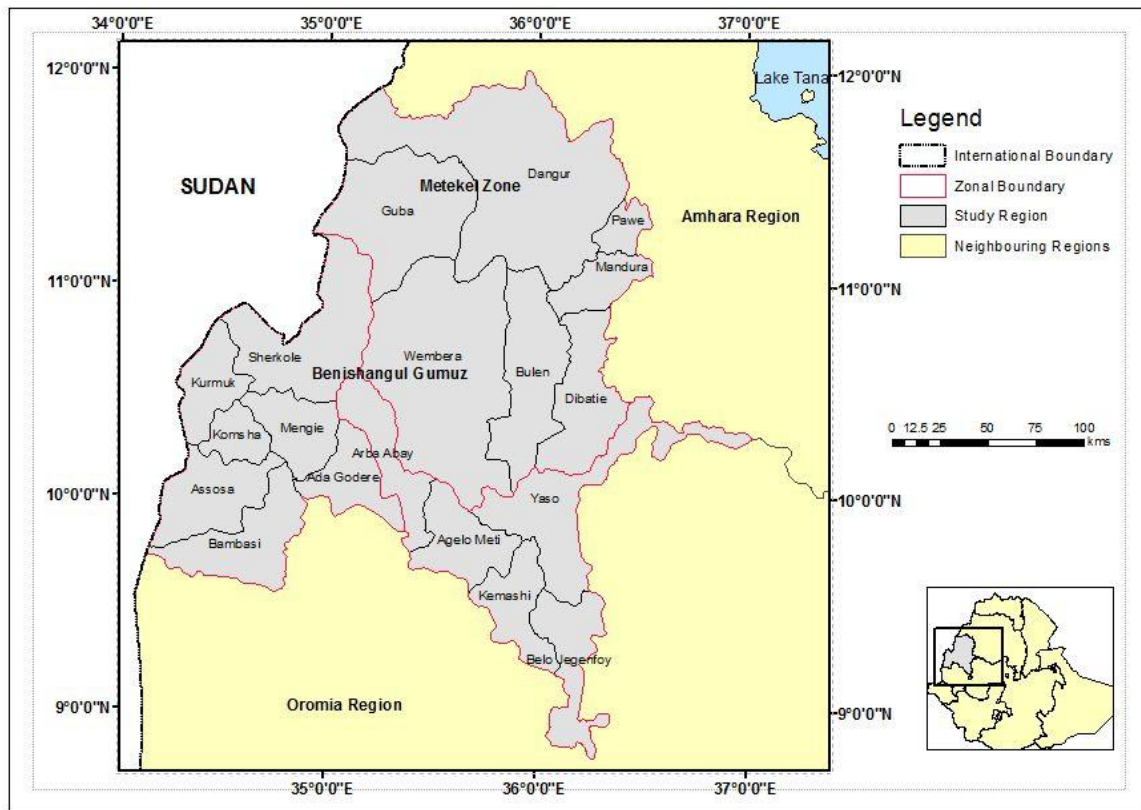 34°0'0"E 35°0'0"E 36°0'0"E 37°0'0"E
12°0'0"N
12°0'0"N
Lake Tana
Legend
International Boundary
Zonal Boundary
Study Region
Neighbouring Regions
SUDAN
Dangur
Metekel Zone
Guba
Pawe
Amhara Region
Mandura
11°0'0"N
11°0'0"N
Sherkole
Wembera
Benishangul Gumuz
Bulen
Kurmuk
Dibatie
Mengie
Komsha
0 12.5 25 50 75 100
kms
Arba Abay
Ada Godere
Assosa
10°0'0"N
10°0'0"N
Yaso
Agelo Meti
Bambasi
Kemashi
Belo Jegenfoy
Oromia Region
9°0'0"N
9°0'0"N
35°0'0"E 36°0'0"E 37°0'0"E